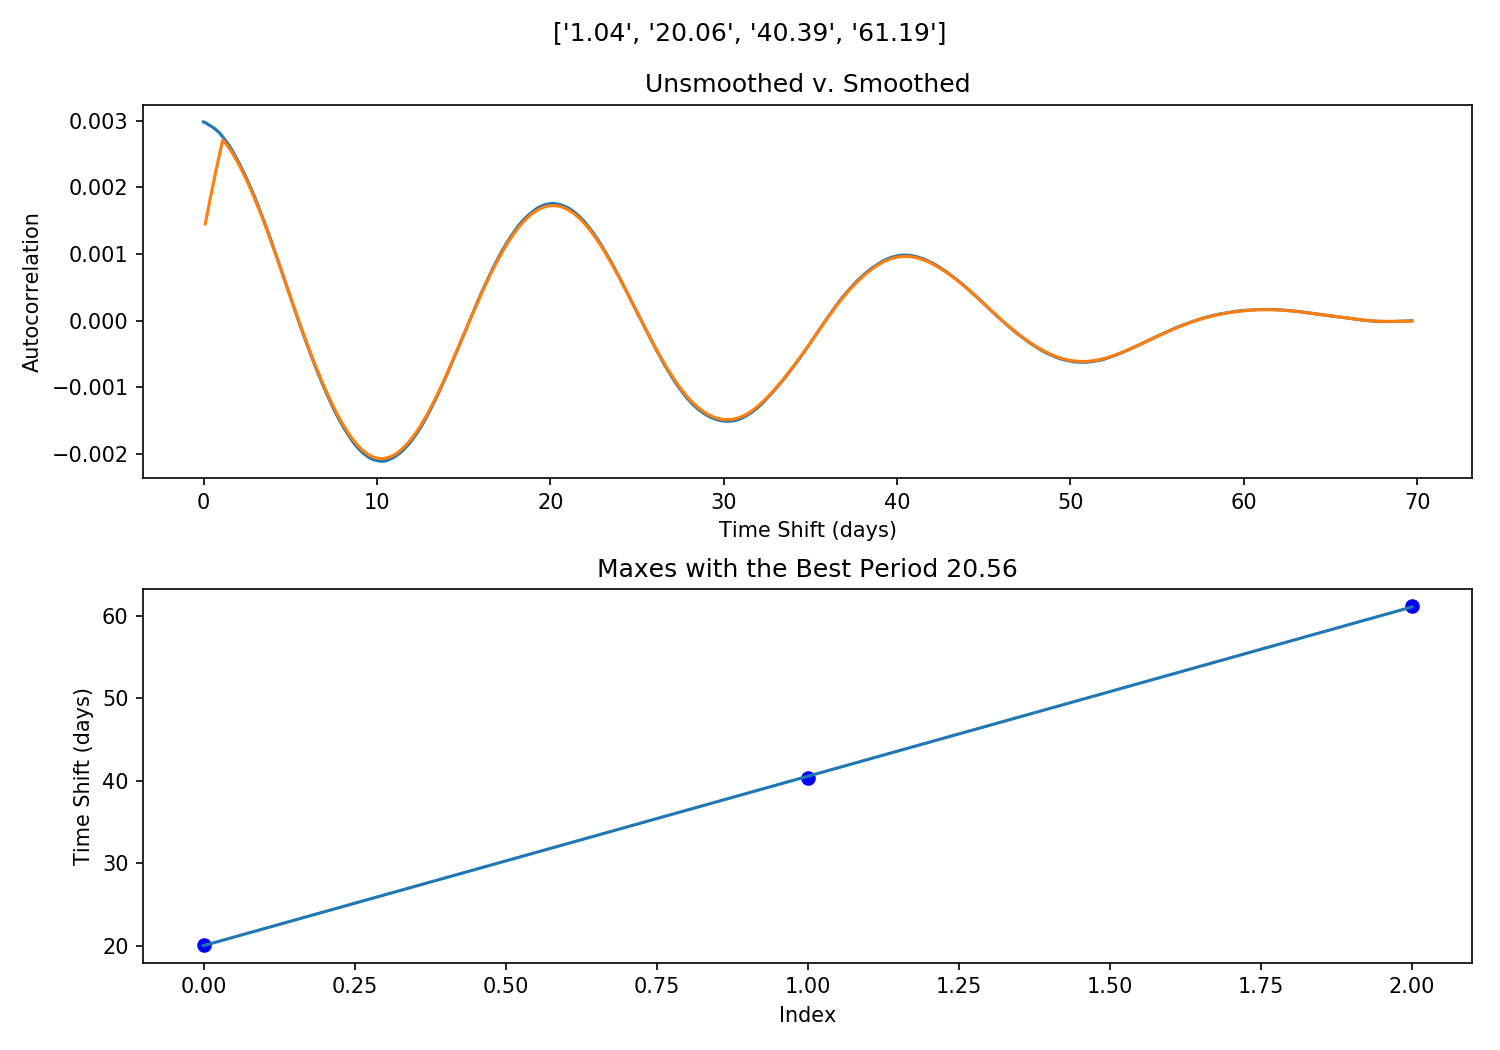 ['1.04', '20.06', '40.39', '61.19']
Unsmoothed v. Smoothed
0.003
0.002
0.001
0.000
−0.001
−0.002
Autocorrelation
0 10 20 30 40 50 60 70
Time Shift (days)
Maxes with the Best Period 20.56
60
50
40
30
20
Time Shift (days)
0.00 0.25 0.50 0.75 1.00 1.25 1.50 1.75 2.00
Index